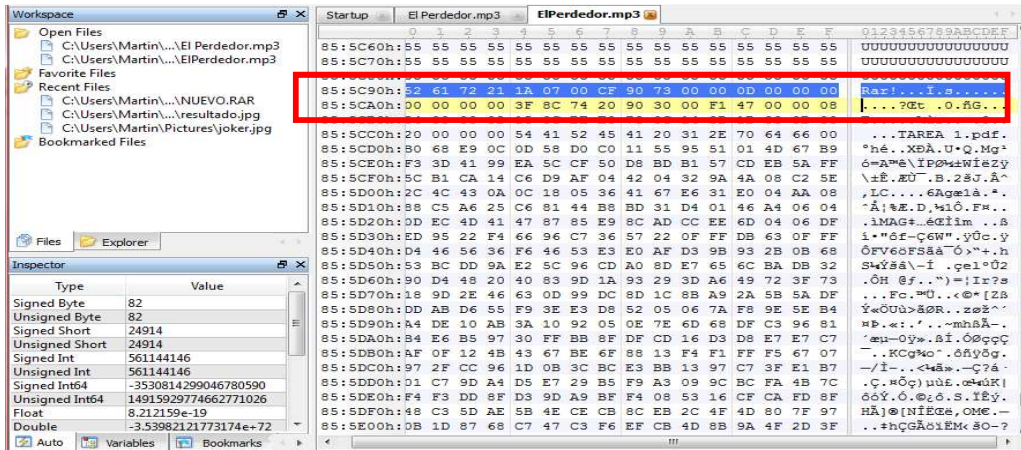 Workspace
Open Files
C:\Users\Martin\...\El Perdedor.mp3
C:\Users\Martin\...\ElPerdedor.mp3
Favorite Files
Recent Files
C:\Users\Martin\...\NUEVO.RAR
C:\Users\Martin\...\resultado.jpg
C:\Users\Martin\Pictures\joker.jpg
Bookmarked Files
Files Explorer
Inspector
Type Value
Signed Byte 82
Unsigned Byte 82
Signed Short 24914
Unsigned Short 24914
Signed Int 561144146
Unsigned Int 561144146
Signed Int64 -3530814299046780590
Unsigned Int64 14915929774662771026
Float 8.212159e-19
Double -3.53982121773174e+72
Auto Variables Bookmarks
Startup El Perdedor.mp3 ElPerdedor.mp3
0 1 2 3 4 5 6 7 8 9 A B C D E F 0123456789ABCDEF
85:5C60h: 55 55 55 55 55 55 55 55 55 55 55 55 55 55 55 55 UUUUUUUUUUUUUUUU
85:5C70h: 55 55 55 55 55 55 55 55 55 55 55 55 55 55 55 55 UUUUUUUUUUUUUUUU
85:5C90h: 52 61 72 21 1A 07 00 CF 90 73 00 00 0D 00 00 00 Rar!...Ï.s......
85:5CA0h: 00 00 00 00 3F 8C 74 20 90 30 00 F1 47 00 00 08 ....?Œt .0.ñG...
85:5CC0h: 20 00 00 00 54 41 52 45 41 20 31 2E 70 64 66 00 ...TAREA 1.pdf.
85:5CD0h: B0 68 E9 0C 0D 58 D0 C0 11 55 95 51 01 4D 67 B9
85:5CE0h: F3 3D 41 99 EA 5C CF 50 D8 BD B1 57 CD EB 5A FF
85:5CF0h: 5C B1 CA 14 C6 D9 AF 04 42 04 32 9A 4A 08 C2 5E
85:5D00h: 2C 4C 43 0A 0C 18 05 36 41 67 E6 31 E0 04 AA 08
85:5D10h: 88 C5 A6 25 C6 81 44 B8 BD 31 D4 01 46 A4 06 04
85:5D20h: 0D EC 4D 41 47 87 85 E9 8C AD CC EE 6D 04 06 DF
85:5D30h: ED 95 22 F4 66 96 C7 36 57 22 0F FF DB 63 0F FF
85:5D40h: D4 46 56 36 F6 46 53 E3 E0 AF D3 9B 93 2B 0B 68
85:5D50h: 53 BC DD 9A E2 5C 96 CD A0 8D E7 65 6C BA DB 32
85:5D60h: 90 D4 48 20 40 83 9D 1A 93 29 3D A6 49 72 3F 73
85:5D70h: 18 9D 2E 46 63 0D 99 DC 8D 1C 8B A9 2A 5B 5A DF
85:5D80h: DD AB D6 55 F9 3E E3 D8 52 05 06 7A F8 9E 5E B4
85:5D90h: A4 DE 10 AB 3A 10 92 05 0E 7E 6D 68 DF C3 96 81
85:5DA0h: B4 E6 B5 97 30 FF BB 8F DF CD 16 D3 D8 E7 E7 C7
85:5DB0h: AF 0F 12 4B 43 67 BE 6F 88 13 F4 F1 FF F5 67 07
85:5DC0h: 97 2F CC 96 1D 0B 3C BC E3 BB 13 97 C7 3F E1 B7
85:5DD0h: 01 C7 9D A4 D5 E7 29 B5 F9 A3 09 9C BC FA 4B 7C
85:5DE0h: F4 F3 DD 8F D3 9D A9 BF F4 08 53 16 CF CA FD 8F
85:5DF0h: 48 C3 5D AE 5B 4E CE CB 8C EB 2C 4F 4D 80 7F 97
85:5E00h: 0B 1D 87 68 C7 47 C3 F6 EF CB 4D 8B 9A 4F 2D 3F